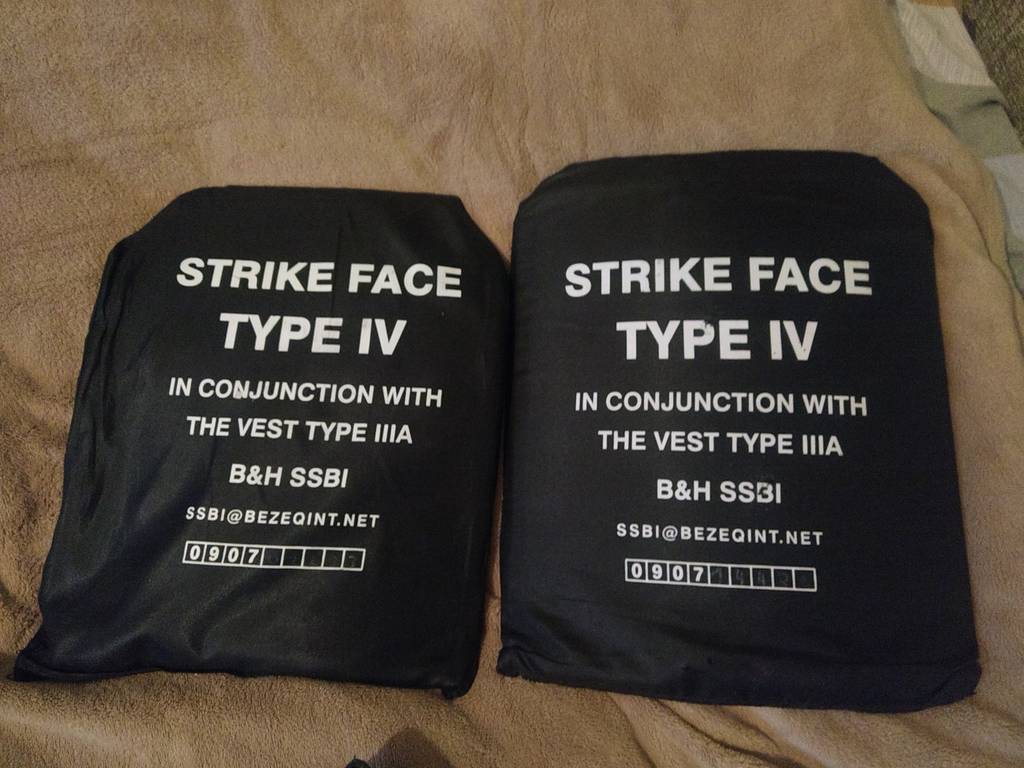 STRIKE FACE
TYPE IV
IN CONJUNCTION WITH
THE VEST TYPE IIIA
B&H SSBI
SSBI@BEZEQINT.NET
0907
STRIKE FACE
TYPE IV
IN CONJUNCTION WITH
THE VEST TYPE IIIA
B&H SSBI
SSBI@BEZEQINT.NET
0907